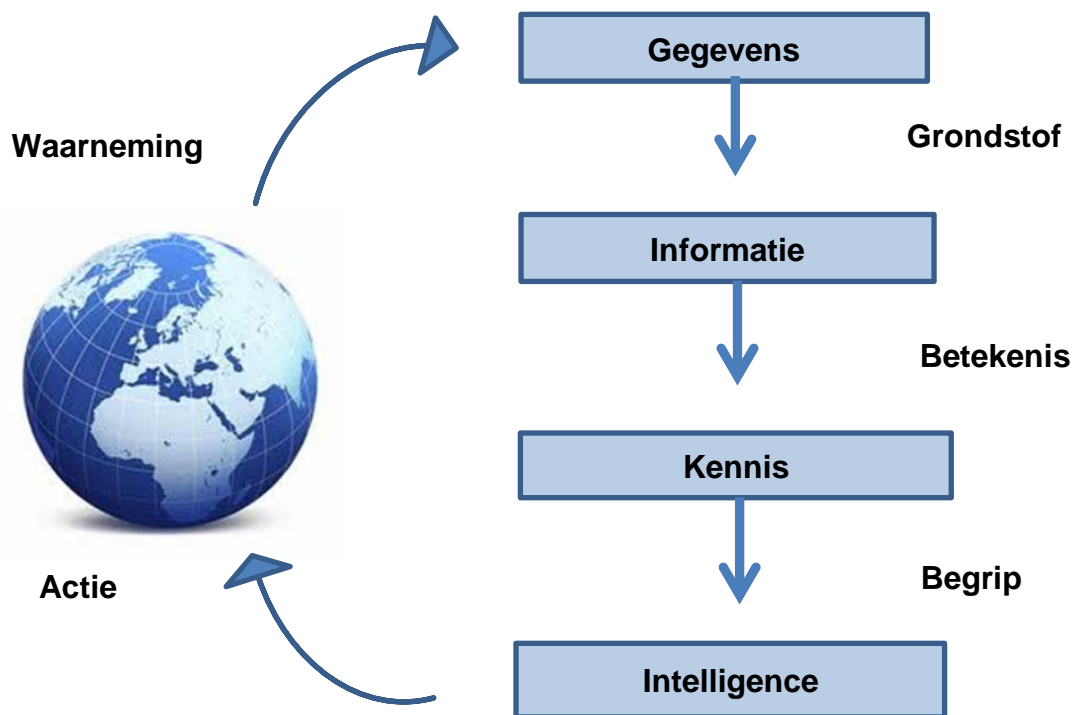 Gegevens
Waarneming
Grondstof
Informatie
Betekenis
Kennis
Actie
Begrip
Intelligence